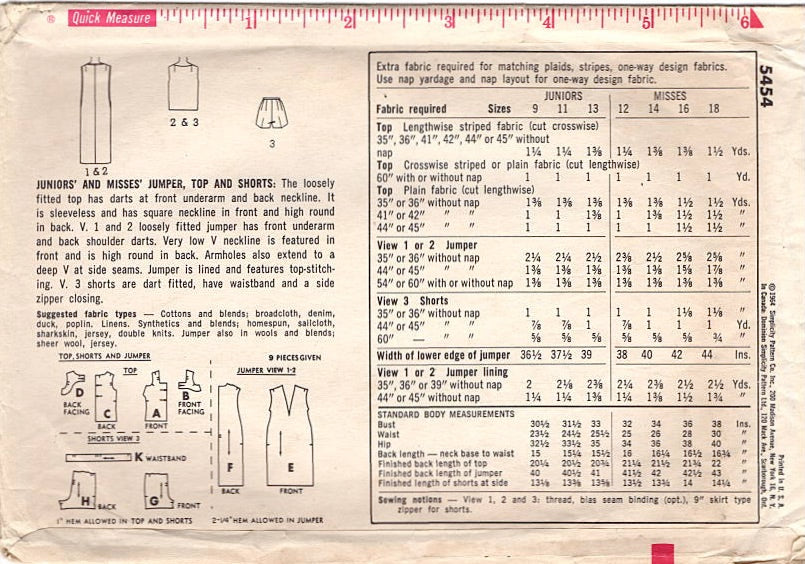 ® Quick Measure 1 2 3 4 5 6
5454
1 & 2
2 & 3
3
JUNIORS' AND MISSES' JUMPER, TOP AND SHORTS: The loosely
fitted top has darts at front underarm and back neckline. It
is sleeveless and has square neckline in front and high round
in back. V. 1 and 2 loosely fitted jumper has front underarm
and back shoulder darts. Very low V neckline is featured in
front and is high round in back. Armholes also extend to a
deep V at side seams. Jumper is lined and features top-stitch-
ing. V. 3 shorts are dart fitted, have waistband and a side
zipper closing.
Suggested fabric types — Cottons and blends; broadcloth, denim,
duck, poplin. Linens. Synthetics and blends; homespun, sailcloth,
sharkskin, jersey, double knits. Jumper also in wools and blends;
sheer wool, jersey.
TOP, SHORTS AND JUMPER
9 PIECES GIVEN
TOP
JUMPER VIEW 1-2
D
BACK
FACING
C
BACK
A
FRONT
B
FRONT
FACING
SHORTS VIEW 3
K WAISTBAND
H
BACK
G
FRONT
F
BACK
E
FRONT
1" HEM ALLOWED IN TOP AND SHORTS
2-1/4" HEM ALLOWED IN JUMPER
Extra fabric required for matching plaids, stripes, one-way design fabrics.
Use nap yardage and nap layout for one-way design fabric.
JUNIORS MISSES
Fabric required Sizes 9 11 13 12 14 16 18
Top Lengthwise striped fabric (cut crosswise)
35", 36", 41", 42", 44" or 45" without
nap 1¼ 1¼ 1⅜ 1¼ 1⅜ 1⅜ 1½ Yds.
Top Crosswise striped or plain fabric (cut lengthwise)
60" with or without nap 1 1 1 1 1 1 1 Yd.
Top Plain fabric (cut lengthwise)
35" or 36" without nap 1⅜ 1⅜ 1⅜ 1⅜ 1⅜ 1½ 1½ Yds.
41" or 42" " " 1 1 1⅜ 1 1⅜ 1½ 1½ "
44" or 45" " " 1 1 1 1 1 1½ 1½ "
View 1 or 2 Jumper
35" or 36" without nap 2¼ 2¼ 2½ 2⅜ 2½ 2⅝ 2⅝ "
44" or 45" " " 1⅜ 1⅜ 1⅜ 1⅜ 1⅜ 1⅝ 1⅞ "
54" or 60" with or without nap 1⅜ 1⅜ 1⅜ 1⅜ 1⅜ 1⅜ 1⅜ "
View 3 Shorts
35" or 36" without nap 1 1 1 1 1 1⅛ 1⅛ "
44" or 45" " " ⅞ ⅞ 1 ⅞ 1 1 1 Yd.
60" — " " ⅝ ⅝ ⅝ ⅝ ⅝ ⅝ ¾ "
Width of lower edge of jumper 36½ 37½ 39 38 40 42 44 Ins.
View 1 or 2 Jumper lining
35", 36" or 39" without nap 2 2⅛ 2⅜ 2¼ 2⅜ 2½ 2½ Yds.
44" or 45" without nap 1¼ 1¼ 1⅜ 1¼ 1⅜ 1½ 1¾ "
STANDARD BODY MEASUREMENTS
Bust 30½ 31½ 33 32 34 36 38 Ins.
Waist 23½ 24½ 25½ 25 26 28 30 "
Hip 32½ 33½ 35 34 36 38 40 "
Back length — neck base to waist 15 15¼ 15½ 16 16¼ 16½ 16¾ "
Finished back length of top 20¼ 20½ 20¾ 21¼ 21½ 21¾ 22 "
Finished back length of jumper 40 40½ 41 41½ 42 42½ 43 "
Finished length of shorts at side 13⅛ 13⅜ 13⅝ 13½ 13¾ 14 14¼ "
Sewing notions — View 1, 2 and 3: thread, bias seam binding (opt.), 9" skirt type
zipper for shorts.
© 1964 Simplicity Pattern Co. Inc., 200 Madison Avenue, New York 16, N. Y.
In Canada: Dominion Simplicity Patterns Ltd., 120 Mack Ave., Scarborough, Ont.
Printed in U. S. A.